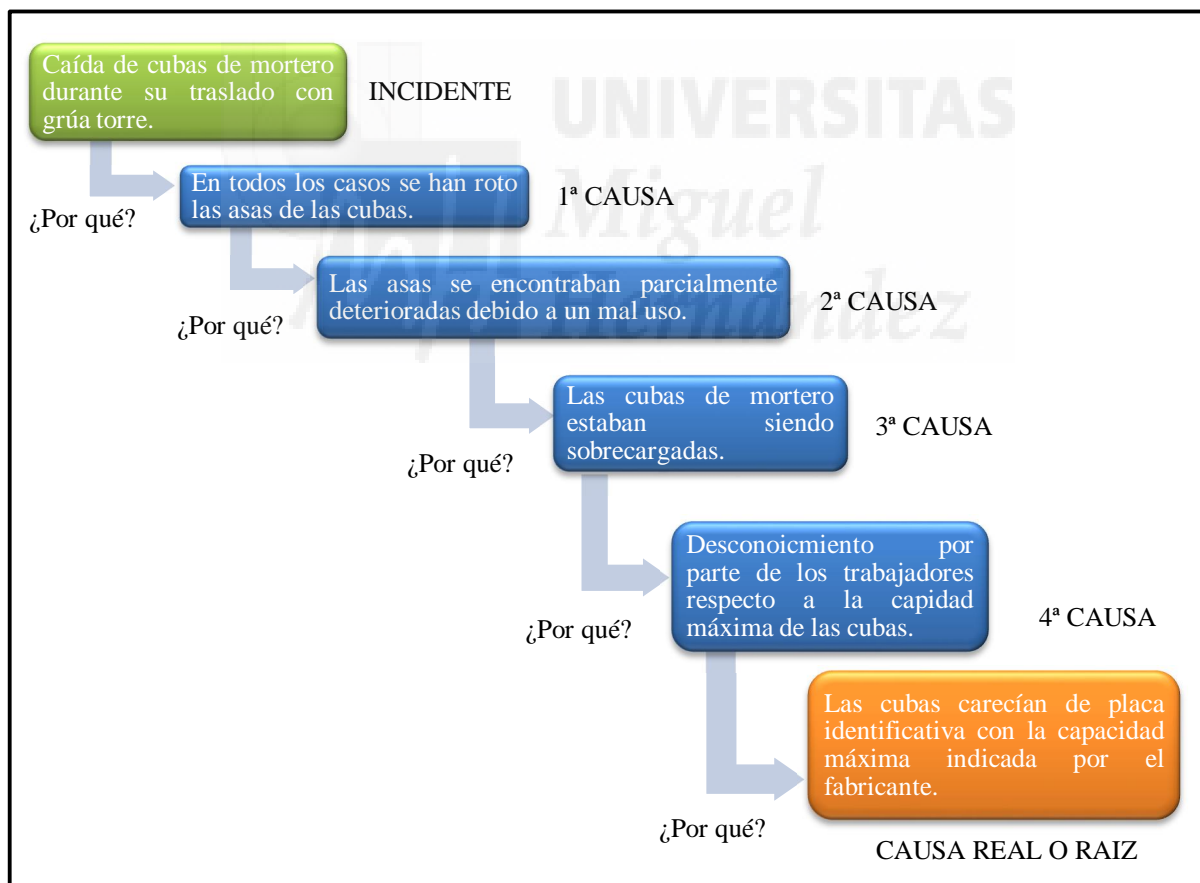 Caída de cubas de mortero
durante su traslado con
grúa torre.
INCIDENTE
UNIVERSITAS
Miguel
Hernández
¿Por qué?
En todos los casos se han roto
las asas de las cubas.
1ª CAUSA
¿Por qué?
Las asas se encontraban parcialmente
deterioradas debido a un mal uso.
2ª CAUSA
¿Por qué?
Las cubas de mortero
estaban siendo
sobrecargadas.
3ª CAUSA
¿Por qué?
Desconoicmiento por
parte de los trabajadores
respecto a la capidad
máxima de las cubas.
4ª CAUSA
¿Por qué?
Las cubas carecían de placa
identificativa con la capacidad
máxima indicada por el
fabricante.
CAUSA REAL O RAIZ